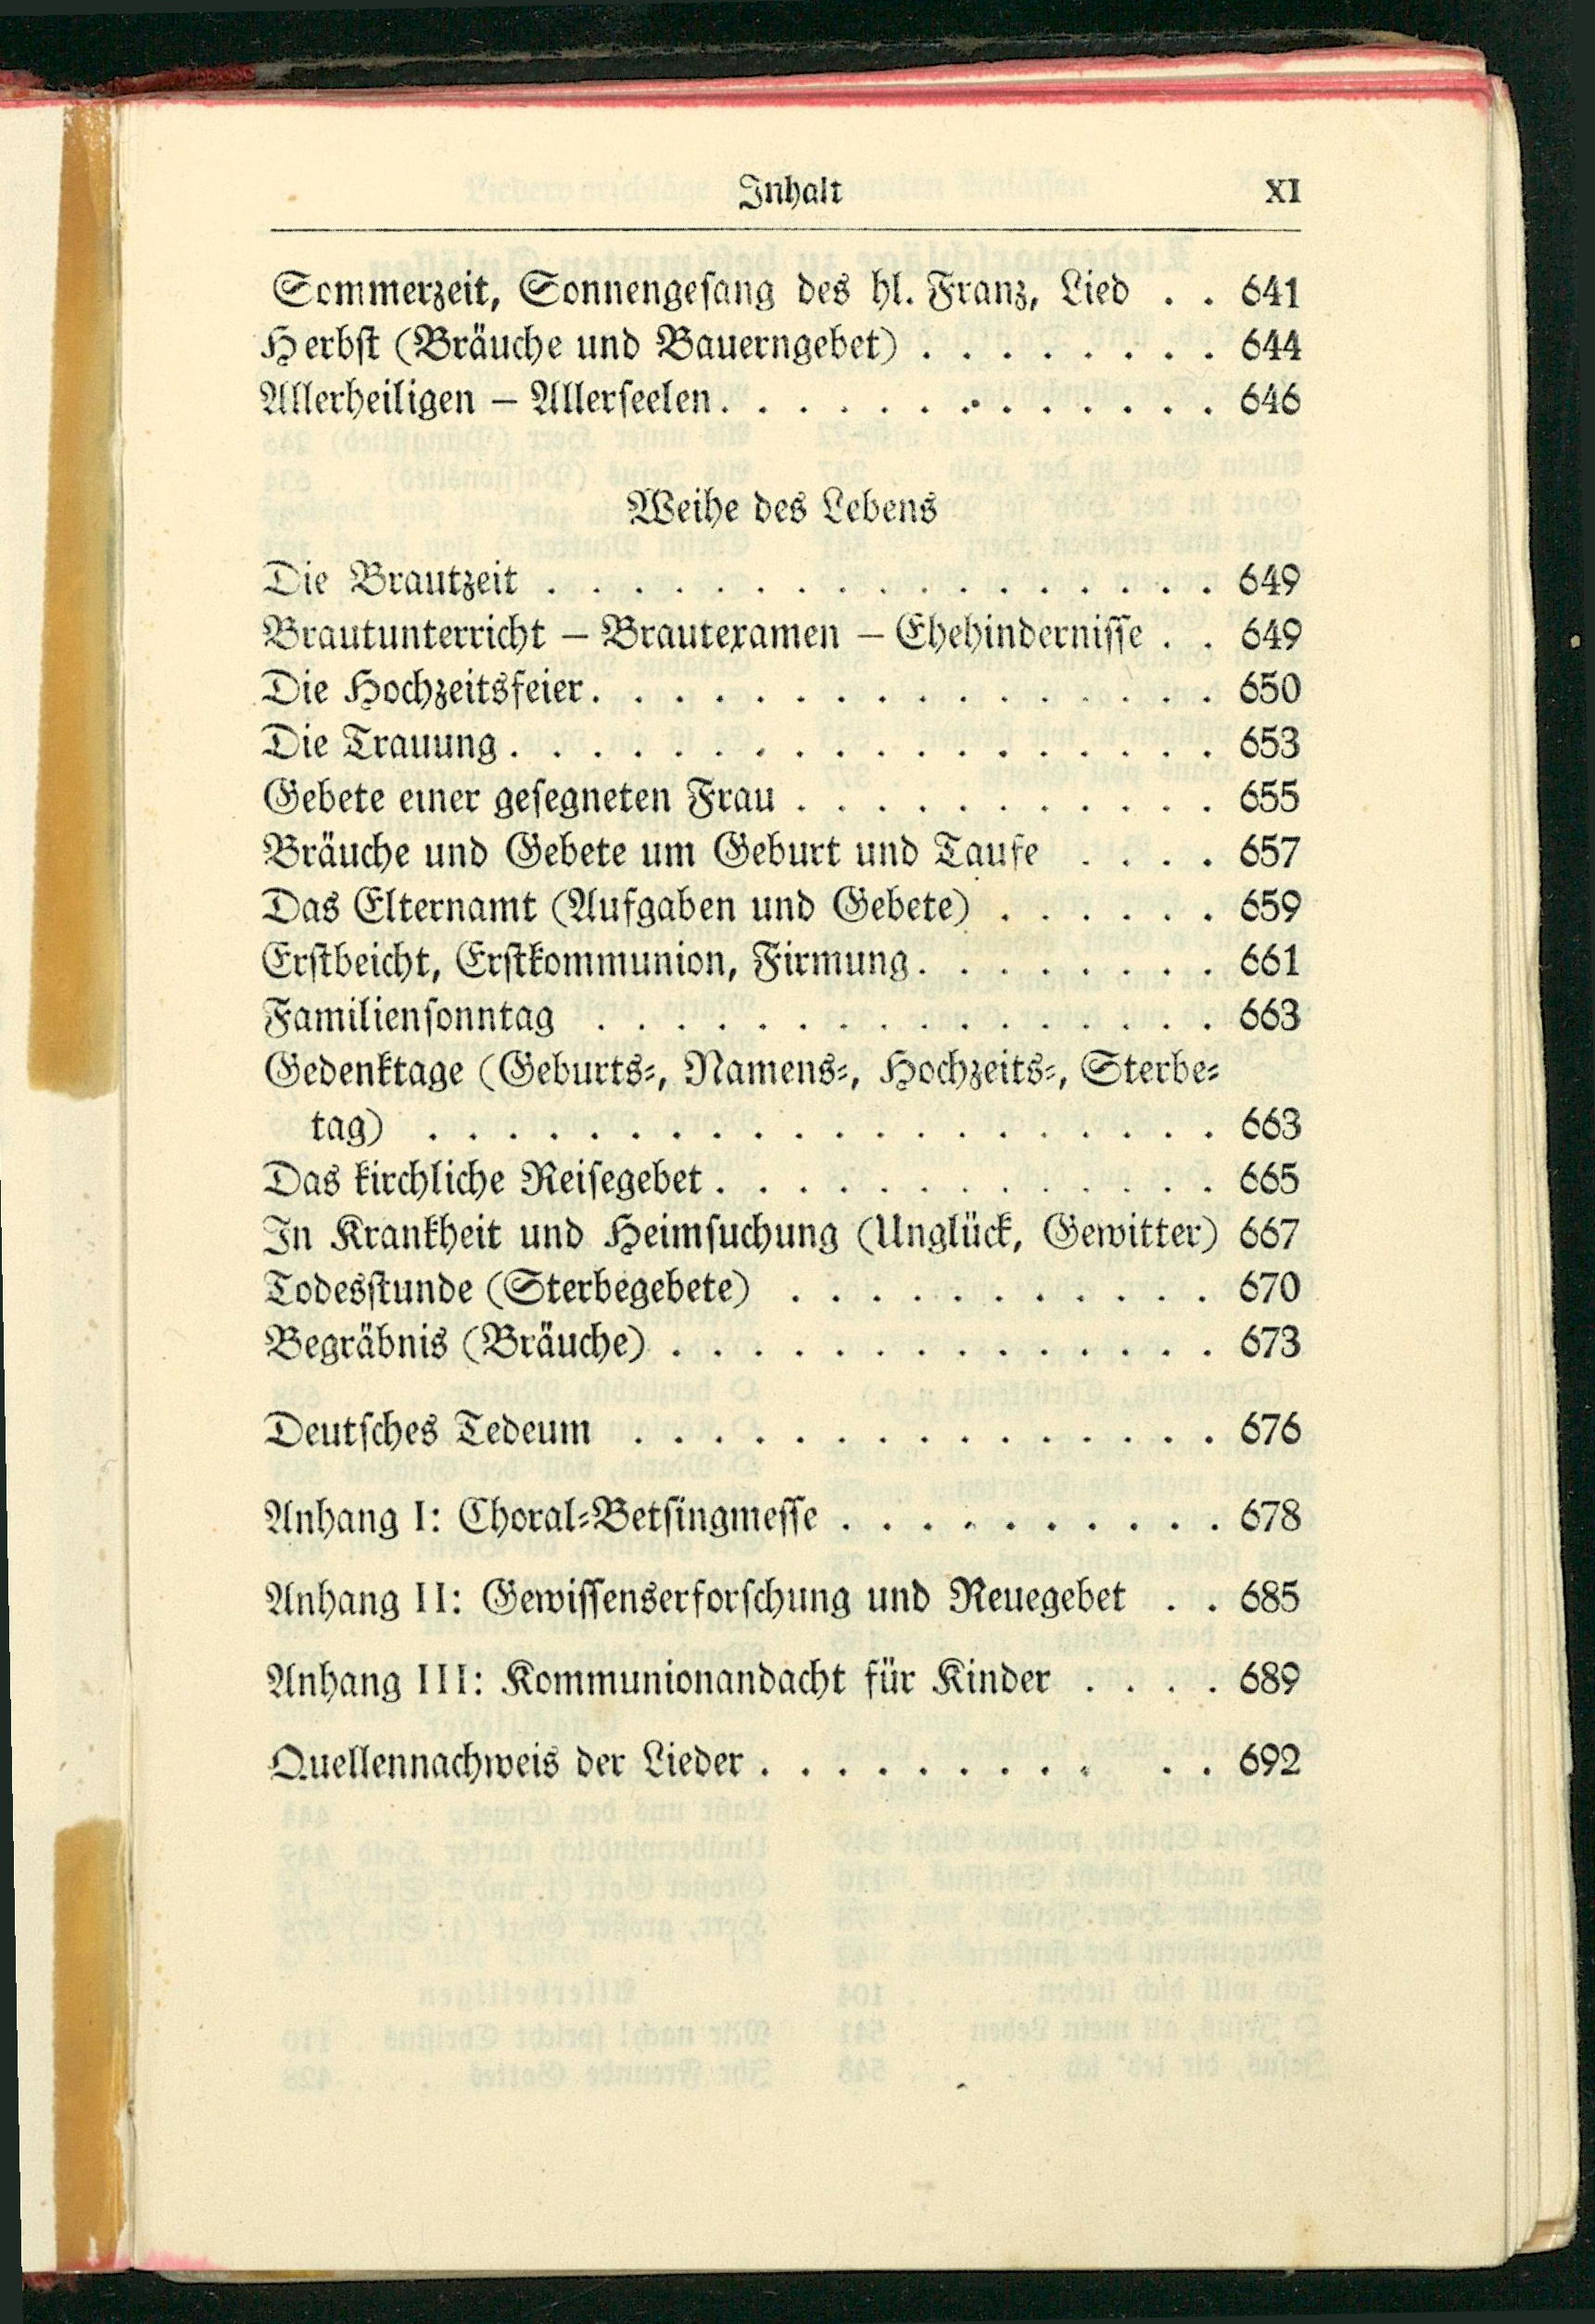 Inhalt XI
Sommerzeit, Sonnengesang des hl. Franz, Lied . . 641
Herbst (Bräuche und Bauerngebet) . . . . . . . . 644
Allerheiligen – Allerseelen . . . . . . . . . . . . . 646
Weihe des Lebens
Die Brautzeit . . . . . . . . . . . . . . . . . 649
Brautunterricht – Brautexamen – Ehehindernisse . . 649
Die Hochzeitsfeier . . . . . . . . . . . . . . . . 650
Die Trauung . . . . . . . . . . . . . . . . . . 653
Gebete einer gesegneten Frau . . . . . . . . . . . 655
Bräuche und Gebete um Geburt und Taufe . . . . 657
Das Elternamt (Aufgaben und Gebete) . . . . . . 659
Erstbeicht, Erstkommunion, Firmung . . . . . . . . 661
Familiensonntag . . . . . . . . . . . . . . . . 663
Gedenktage (Geburts-, Namens-, Hochzeits-, Sterbe-
tag) . . . . . . . . . . . . . . . . . . . . 663
Das kirchliche Reisegebet . . . . . . . . . . . . . 665
In Krankheit und Heimsuchung (Unglück, Gewitter) 667
Todesstunde (Sterbegebete) . . . . . . . . . . . 670
Begräbnis (Bräuche) . . . . . . . . . . . . . . 673
Deutsches Tedeum . . . . . . . . . . . . . . . 676
Anhang I: Choral-Betsingmesse . . . . . . . . . . 678
Anhang II: Gewissenserforschung und Reuegebet . . 685
Anhang III: Kommunionandacht für Kinder . . . . 689
Quellennachweis der Lieder . . . . . . . . . . . 692